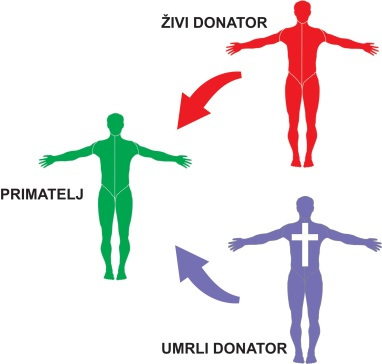 ŽIVI DONATOR
PRIMATELJ
UMRLI DONATOR